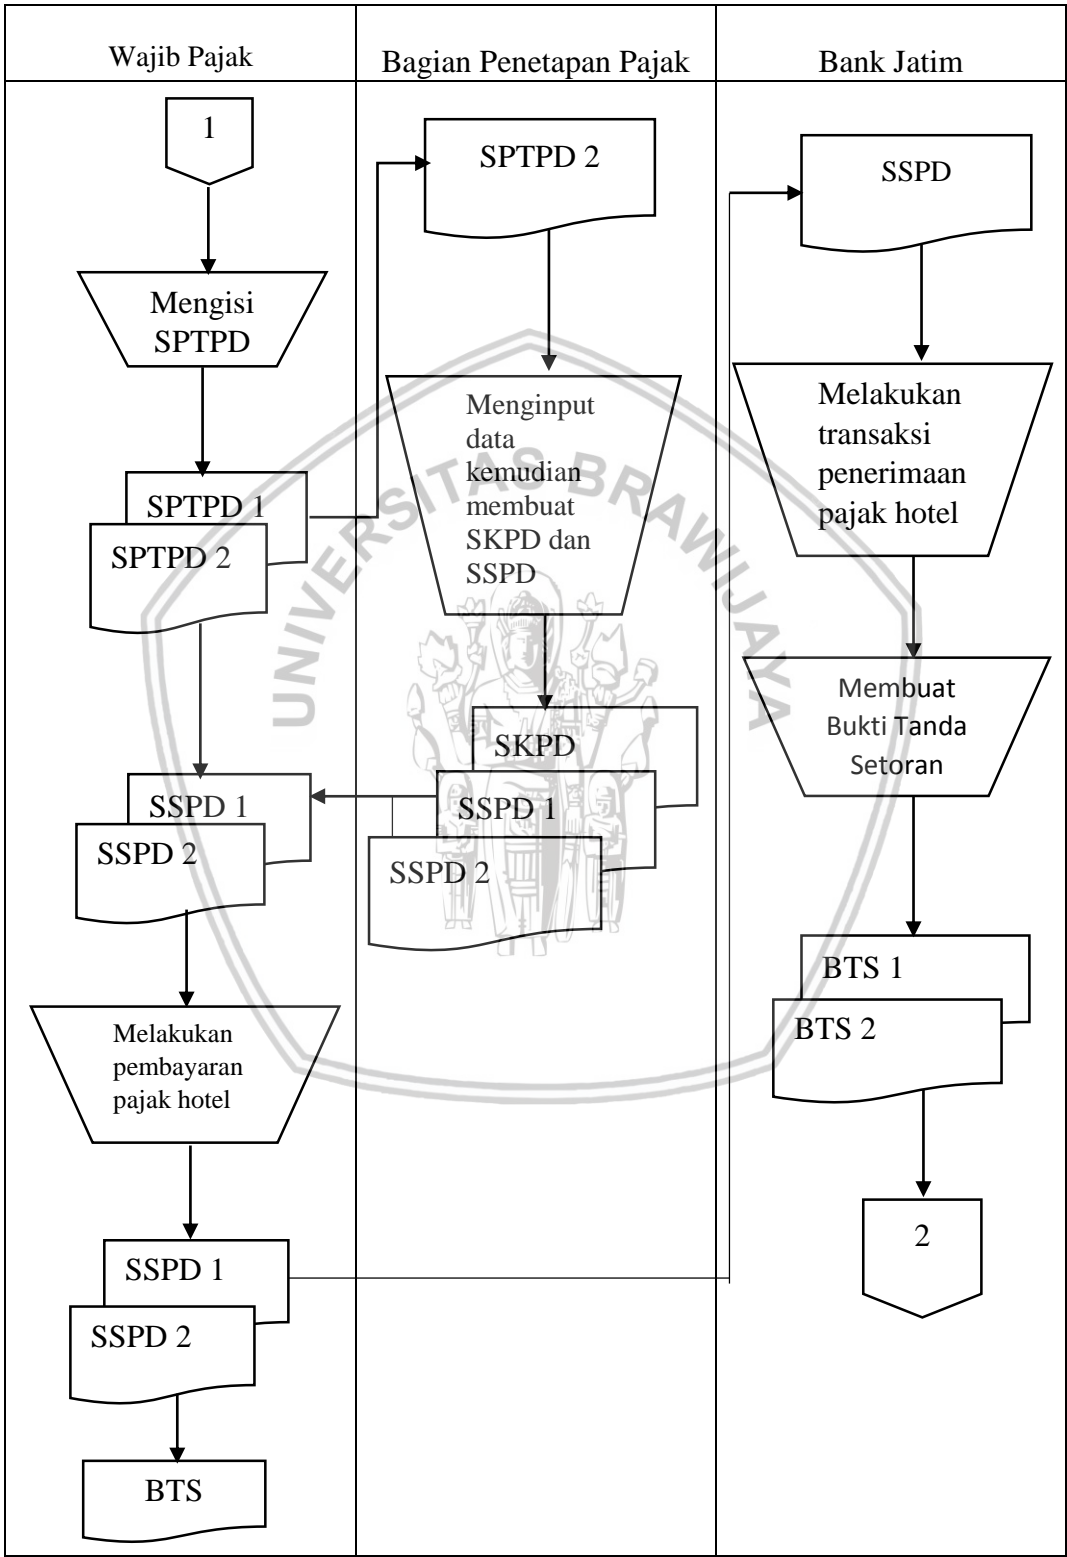 Wajib Pajak
Bagian Penetapan Pajak
Bank Jatim
1
Mengisi
SPTPD
SPTPD 1
SPTPD 2
SSPD 1
SSPD 2
Melakukan
pembayaran
pajak hotel
SSPD 1
SSPD 2
BTS
SPTPD 2
Menginput
data
kemudian
membuat
SKPD dan
SSPD
SKPD
SSPD 1
SSPD 2
SSPD
Melakukan
transaksi
penerimaan
pajak hotel
Membuat
Bukti Tanda
Setoran
BTS 1
BTS 2
2
UNIVERSITAS BRAWIJAYA